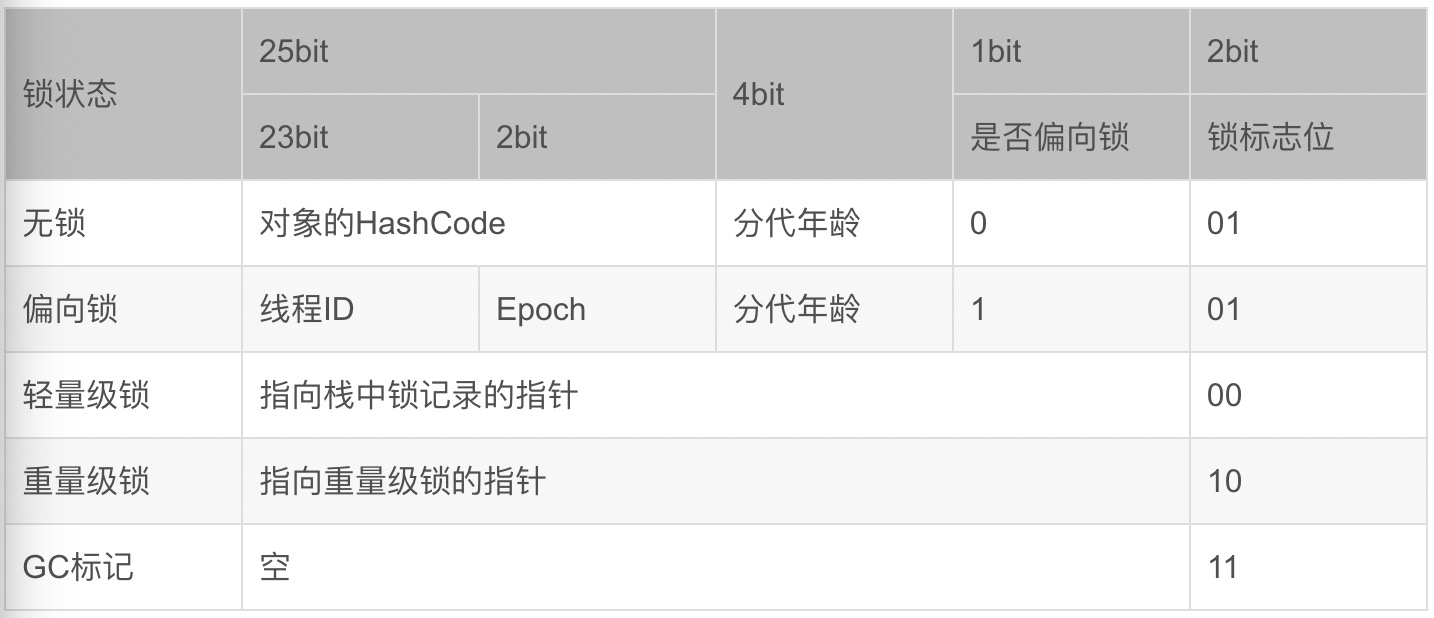 锁状态 25bit 4bit 1bit 2bit
23bit 2bit 是否偏向锁 锁标志位
无锁 对象的HashCode 分代年龄 0 01
偏向锁 线程ID Epoch 分代年龄 1 01
轻量级锁 指向栈中锁记录的指针 00
重量级锁 指向重量级锁的指针 10
GC标记 空 11